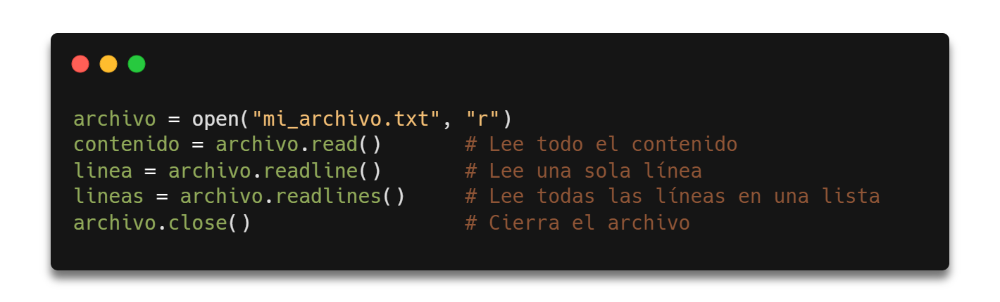 archivo = open("mi_archivo.txt", "r")
contenido = archivo.read()       # Lee todo el contenido
linea = archivo.readline()       # Lee una sola línea
lineas = archivo.readlines()     # Lee todas las líneas en una lista
archivo.close()                  # Cierra el archivo